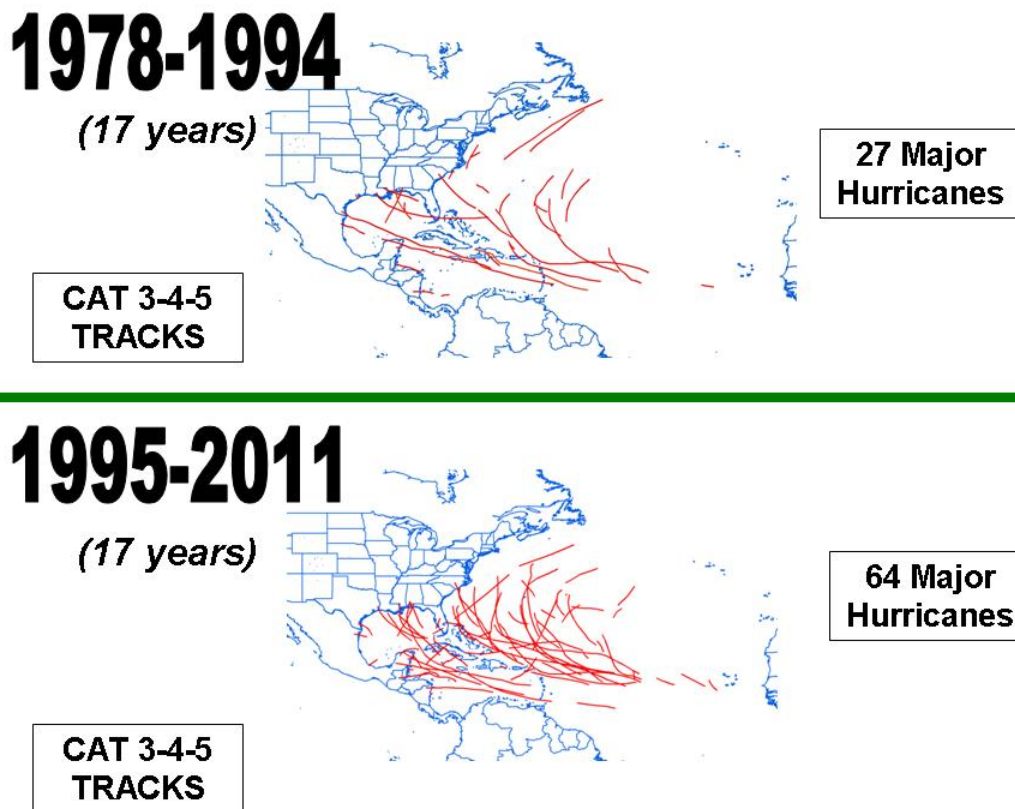 1978-1994
(17 years)
27 Major
Hurricanes
CAT 3-4-5
TRACKS
1995-2011
(17 years)
64 Major
Hurricanes
CAT 3-4-5
TRACKS